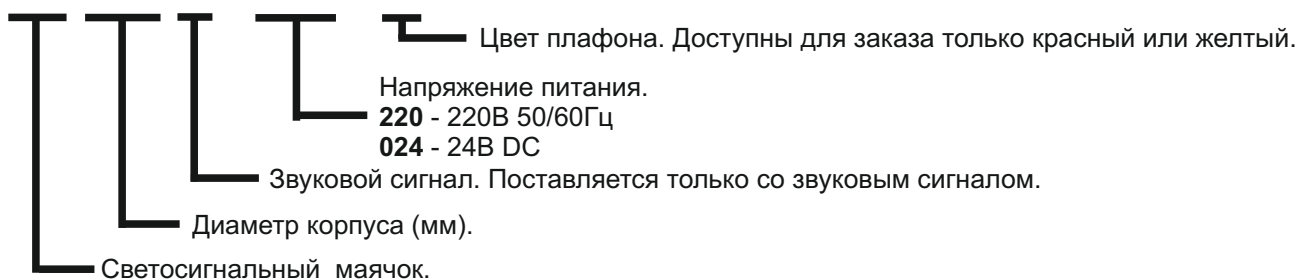 Цвет плафона. Доступны для заказа только красный или желтый.
Напряжение питания.
220 - 220В 50/60Гц
024 - 24В DC
Звуковой сигнал. Поставляется только со звуковым сигналом.
Диаметр корпуса (мм).
Светосигнальный маячок.